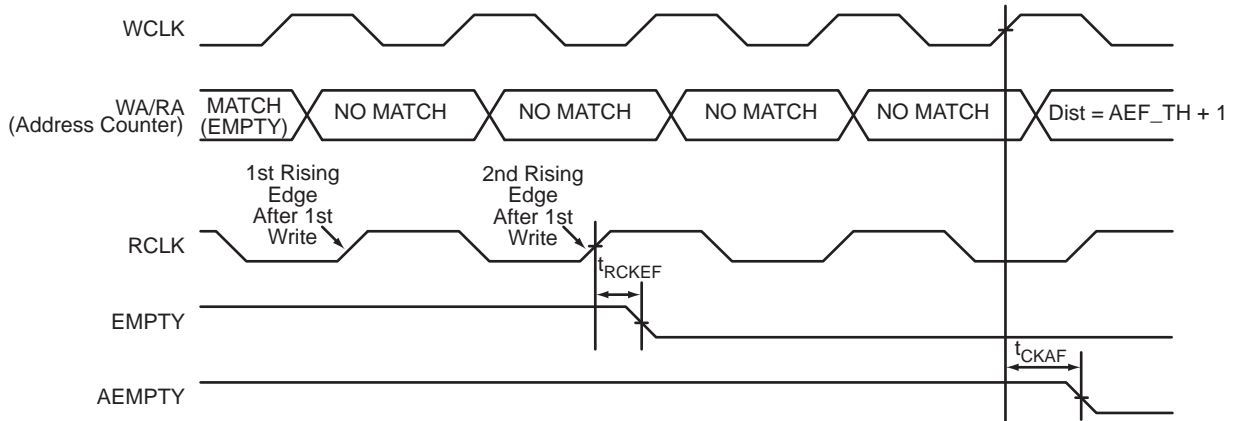 WCLK
WA/RA
(Address Counter)
MATCH
(EMPTY)
NO MATCH
NO MATCH
NO MATCH
NO MATCH
Dist = AEF_TH + 1
1st Rising
Edge
After 1st
Write
2nd Rising
Edge
After 1st
Write
RCLK
tRCKEF
EMPTY
tCKAF
AEMPTY